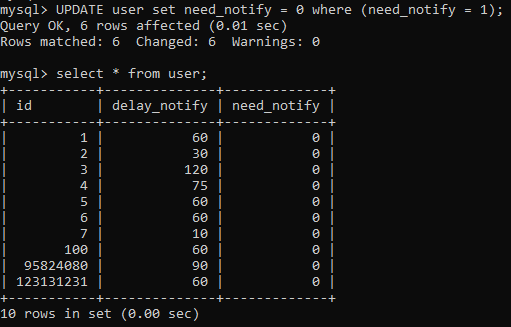 mysql> UPDATE user set need_notify = 0 where (need_notify = 1);
Query OK, 6 rows affected (0.01 sec)
Rows matched: 6  Changed: 6  Warnings: 0

mysql> select * from user;
+-----------+--------------+-------------+
| id        | delay_notify | need_notify |
+-----------+--------------+-------------+
|         1 |           60 |           0 |
|         2 |           30 |           0 |
|         3 |          120 |           0 |
|         4 |           75 |           0 |
|         5 |           60 |           0 |
|         6 |           60 |           0 |
|         7 |           10 |           0 |
|       100 |           60 |           0 |
|  95824080 |           90 |           0 |
| 123131231 |           60 |           0 |
+-----------+--------------+-------------+
10 rows in set (0.00 sec)